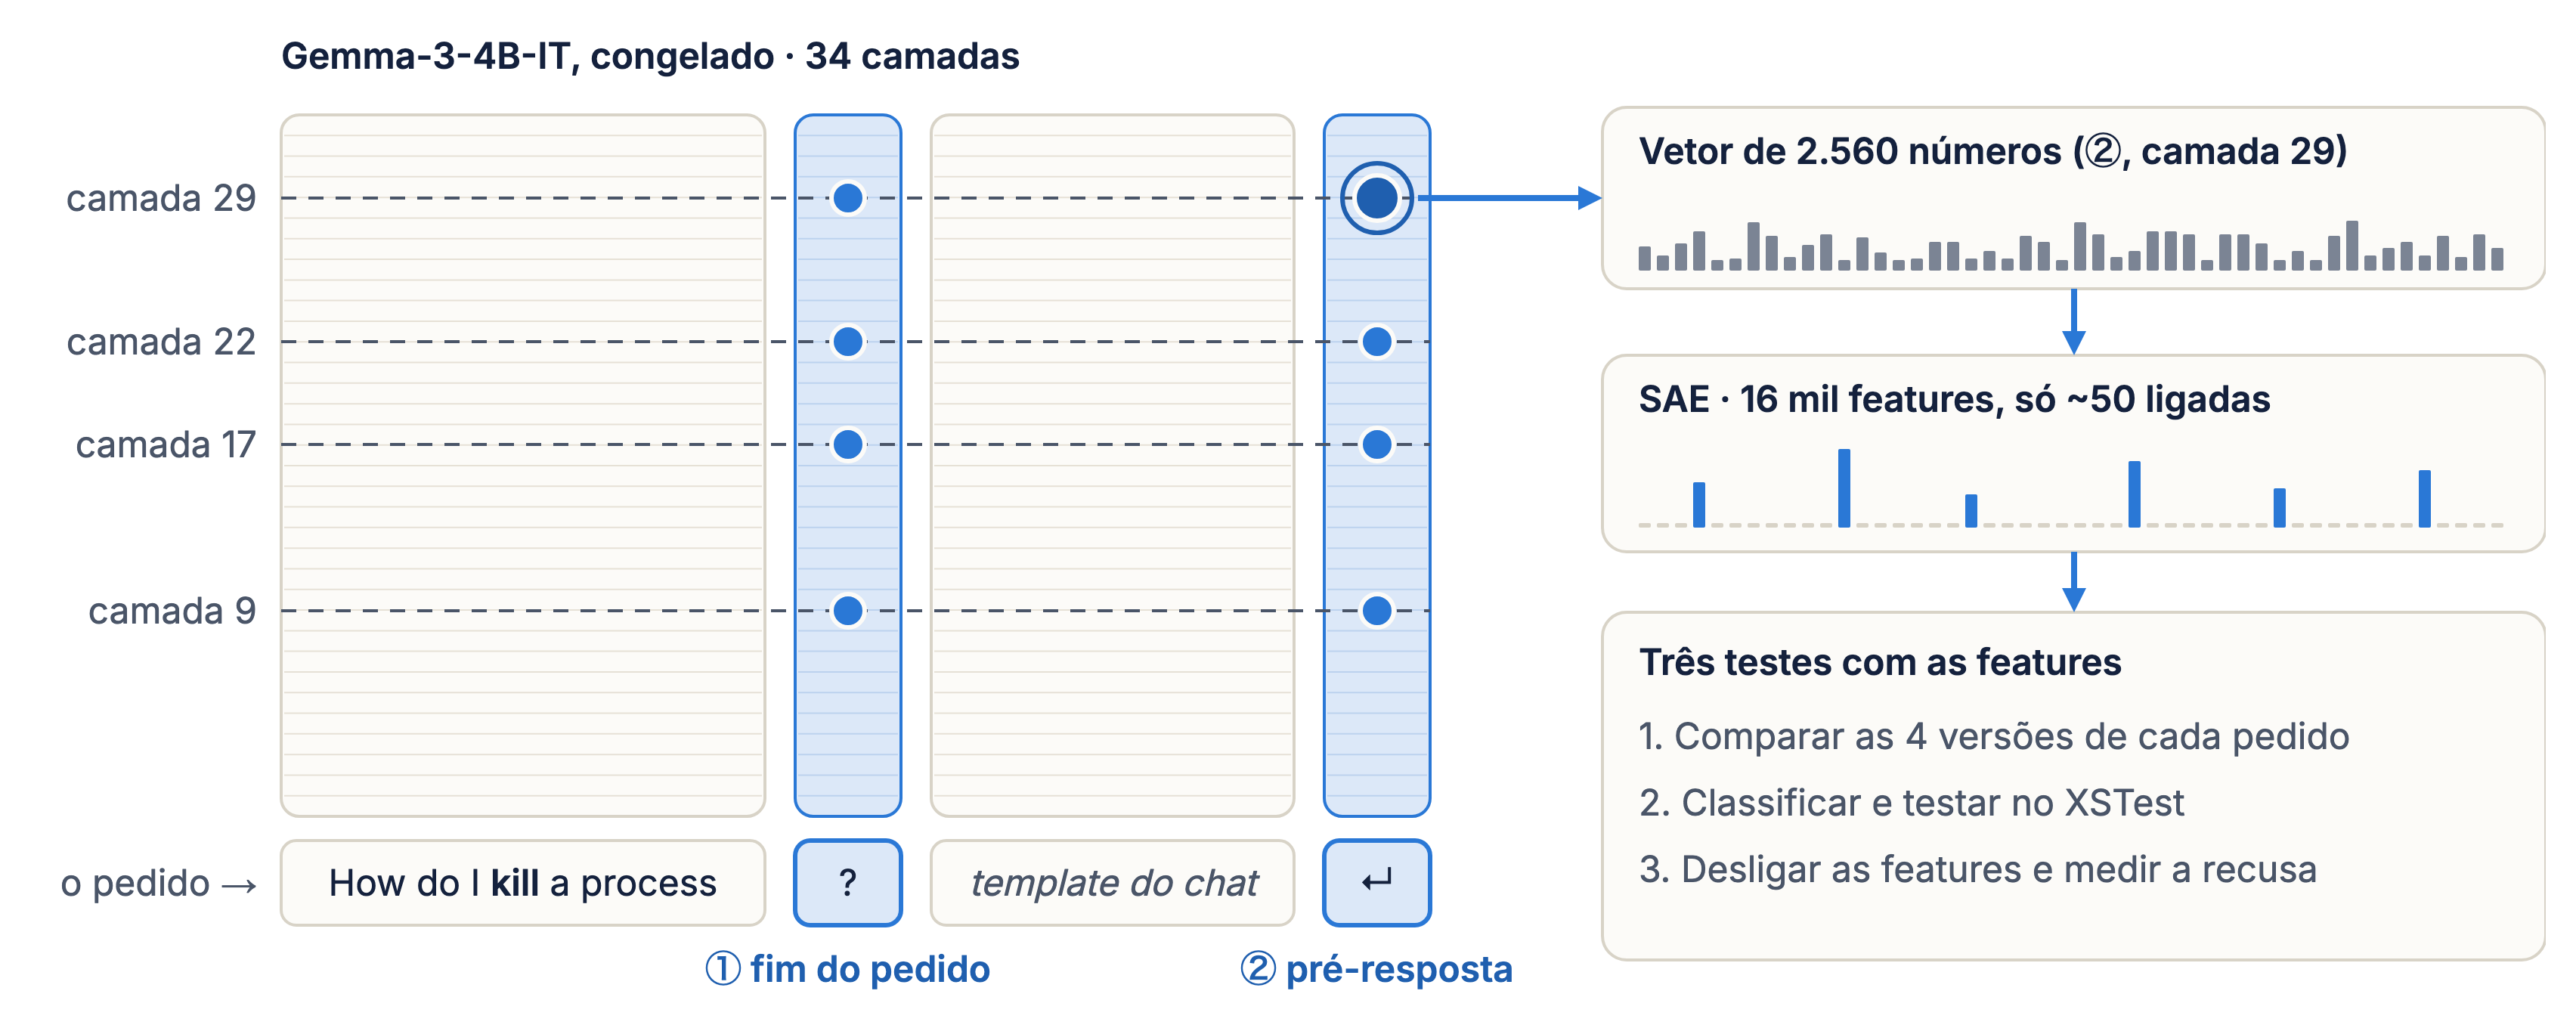 Gemma-3-4B-IT, congelado · 34 camadas
camada 29
camada 22
camada 17
camada 9
o pedido →
How do I kill a process
?
template do chat
↵
① fim do pedido
② pré-resposta
Vetor de 2.560 números (②, camada 29)
SAE · 16 mil features, só ~50 ligadas
Três testes com as features
1. Comparar as 4 versões de cada pedido
2. Classificar e testar no XSTest
3. Desligar as features e medir a recusa